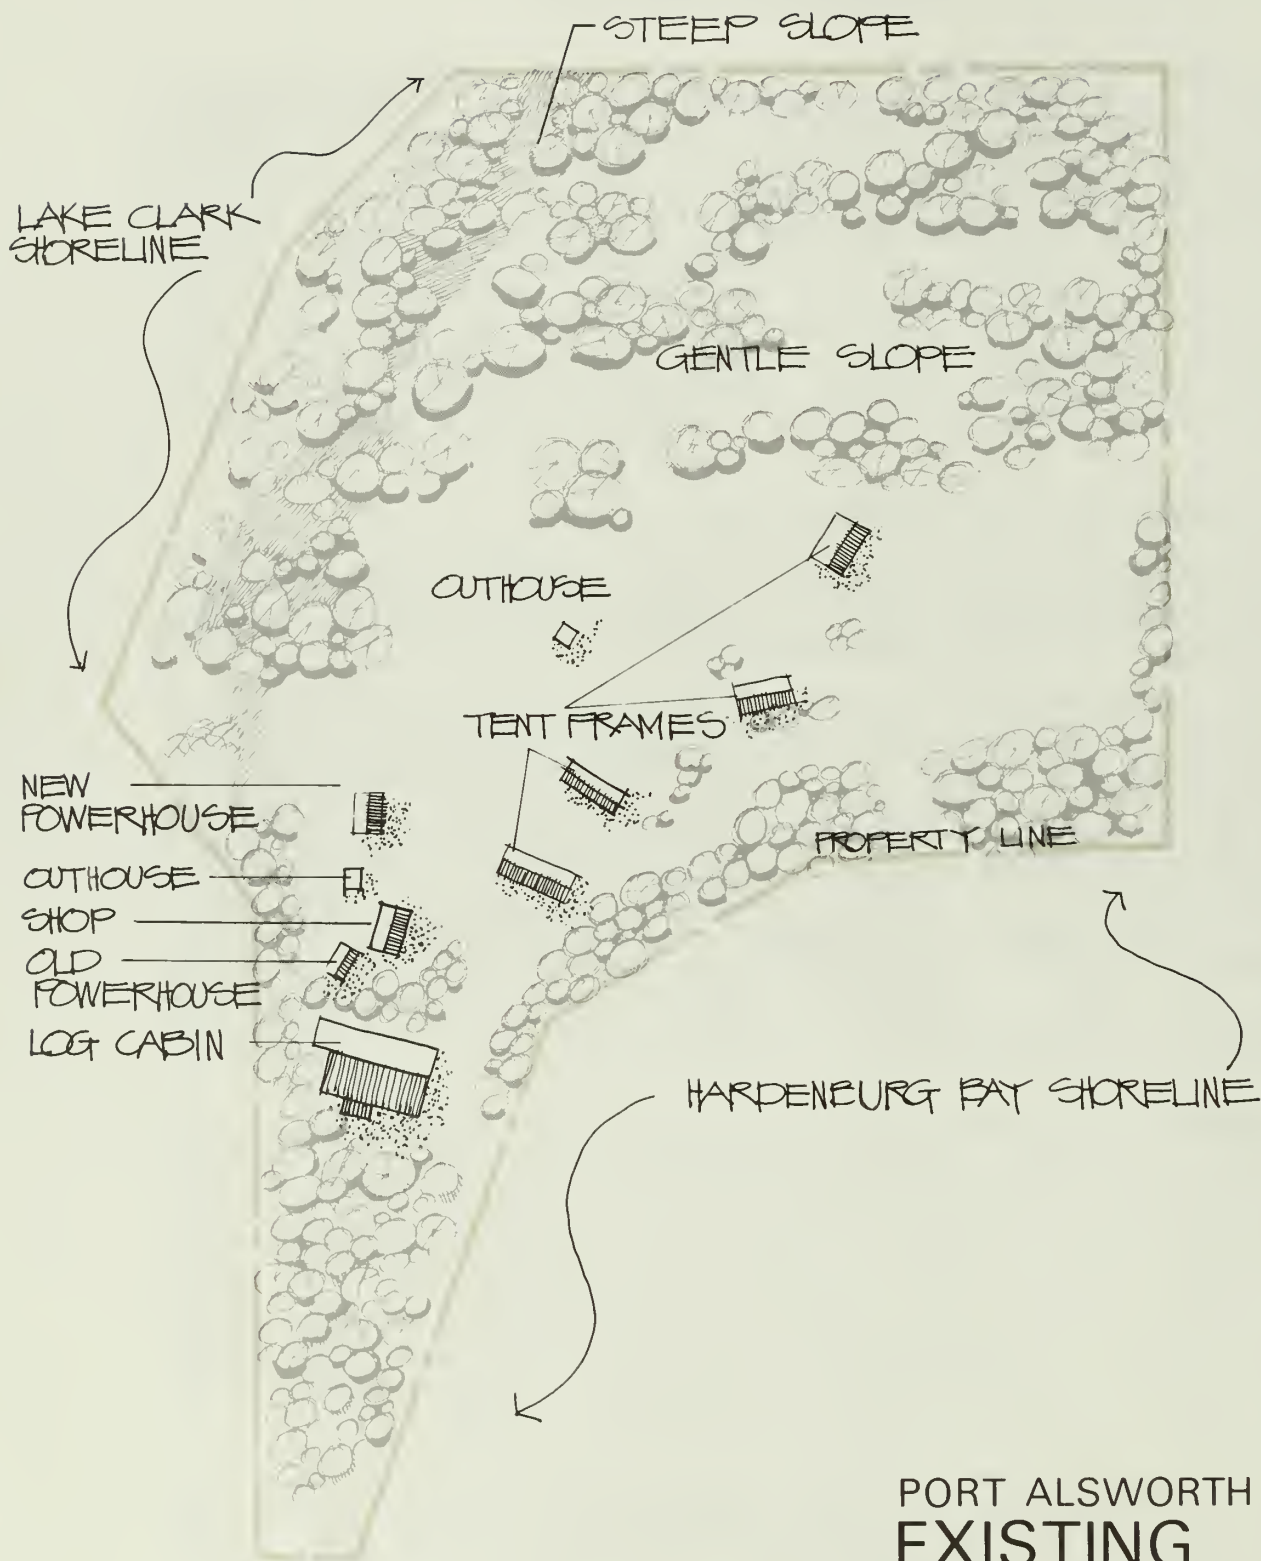 STEEP SLOPE
LAKE CLARK
SHORELINE
GENTLE SLOPE
OUTHOUSE
TENT FRAMES
NEW
POWERHOUSE
PROPERTY LINE
OUTHOUSE
SHOP
OLD
POWERHOUSE
LOG CABIN
HARDENBURG BAY SHORELINE
PORT ALSWORTH
EXISTING